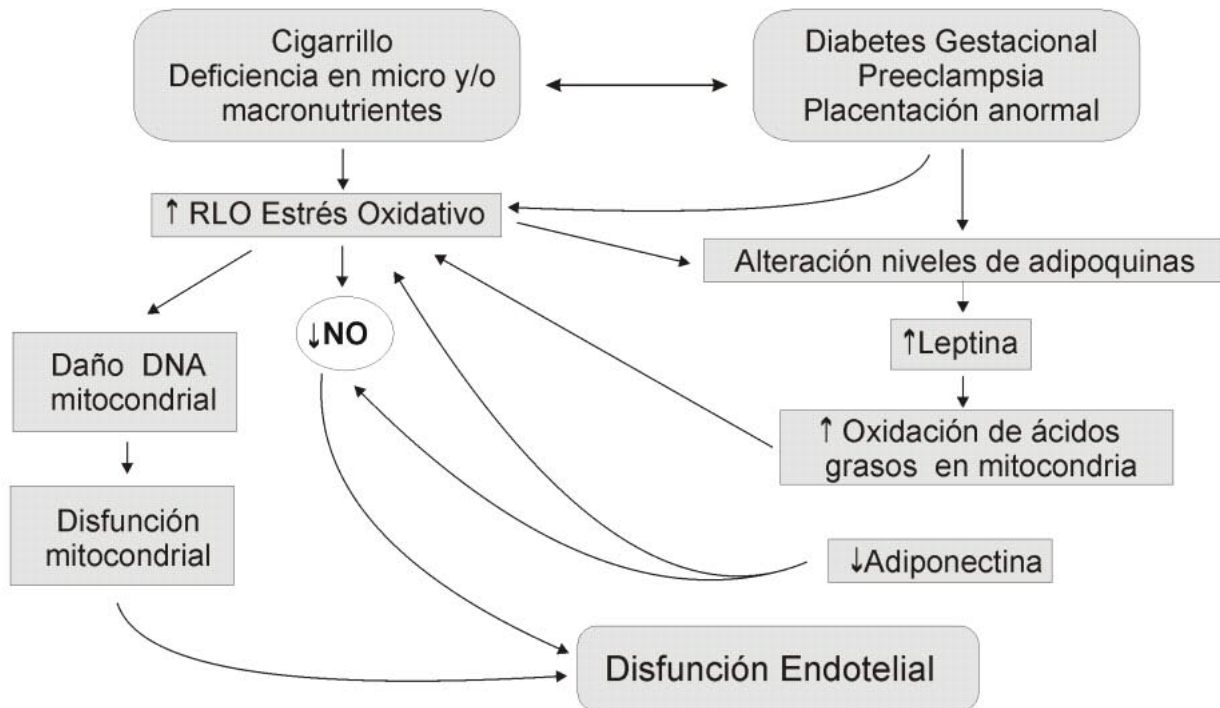 Cigarrillo
Deficiencia en micro y/o
macronutrientes
Diabetes Gestacional
Preeclampsia
Placentación anormal
↑ RLO Estrés Oxidativo
Alteración niveles de adipoquinas
↓NO
↑Leptina
Daño DNA
mitocondrial
↑ Oxidación de ácidos
grasos en mitocondria
Disfunción
mitocondrial
↓Adiponectina
Disfunción Endotelial